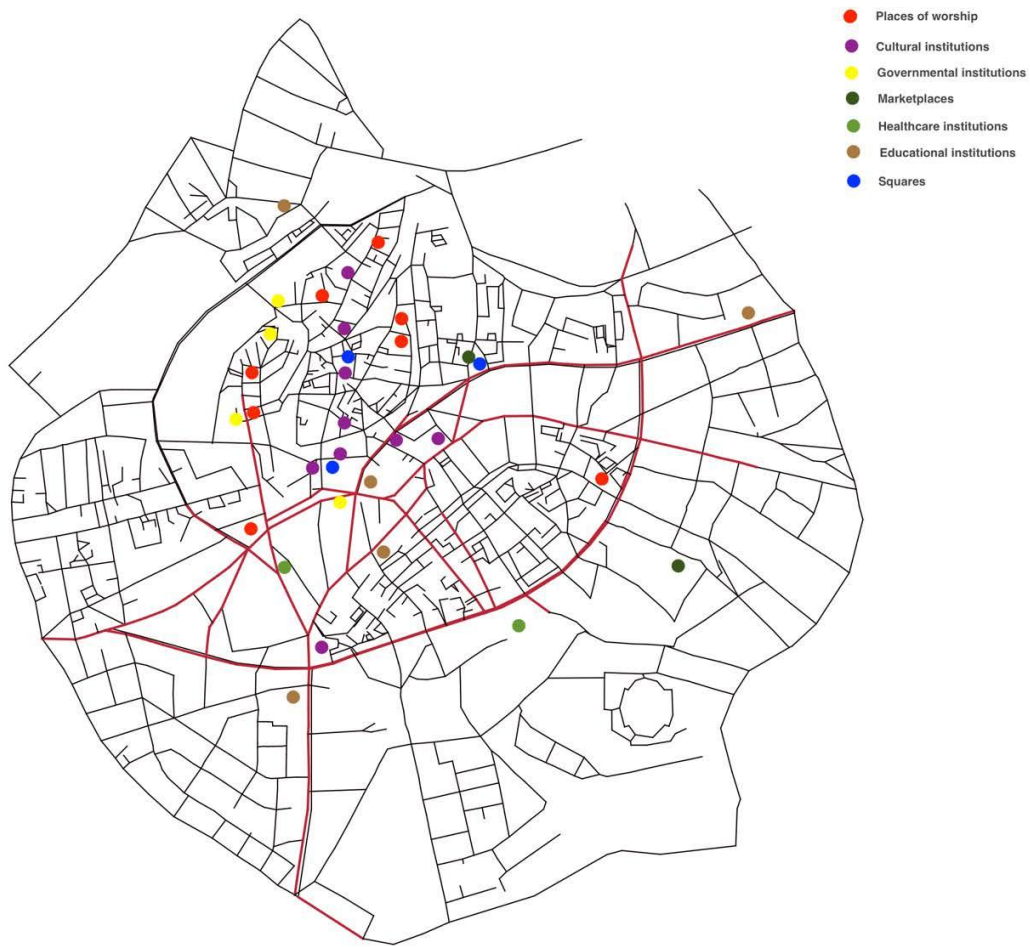 Places of worship
Cultural institutions
Governmental institutions
Marketplaces
Healthcare institutions
Educational institutions
Squares